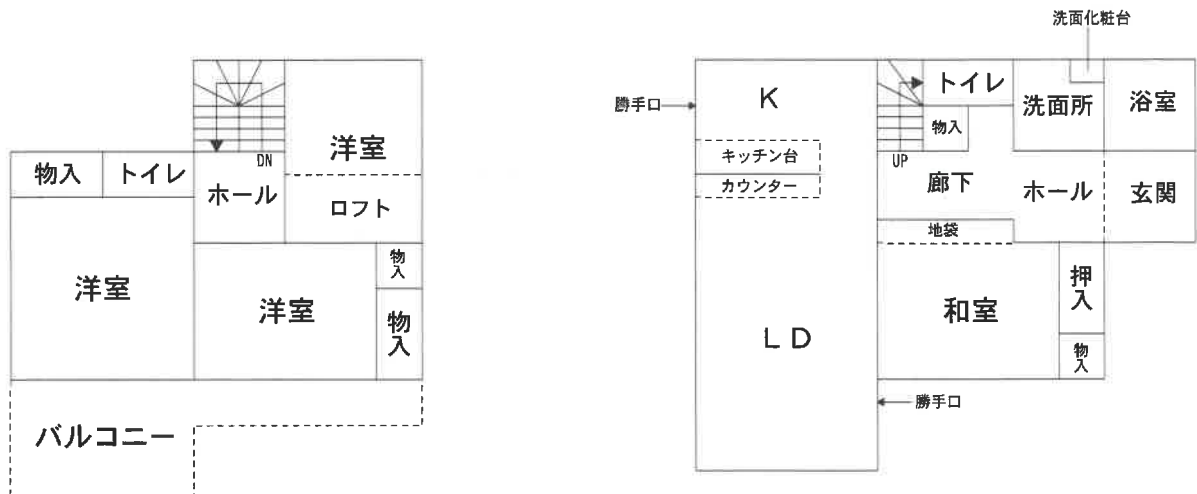 DN
洋室
物入
トイレ
ホール
ロフト
洋室
洋室
物入
物入
バルコニー
洗面化粧台
勝手口
K
トイレ
洗面所
浴室
物入
キッチン台
カウンター
UP
廊下
ホール
玄関
地袋
和室
押入
物入
LD
勝手口